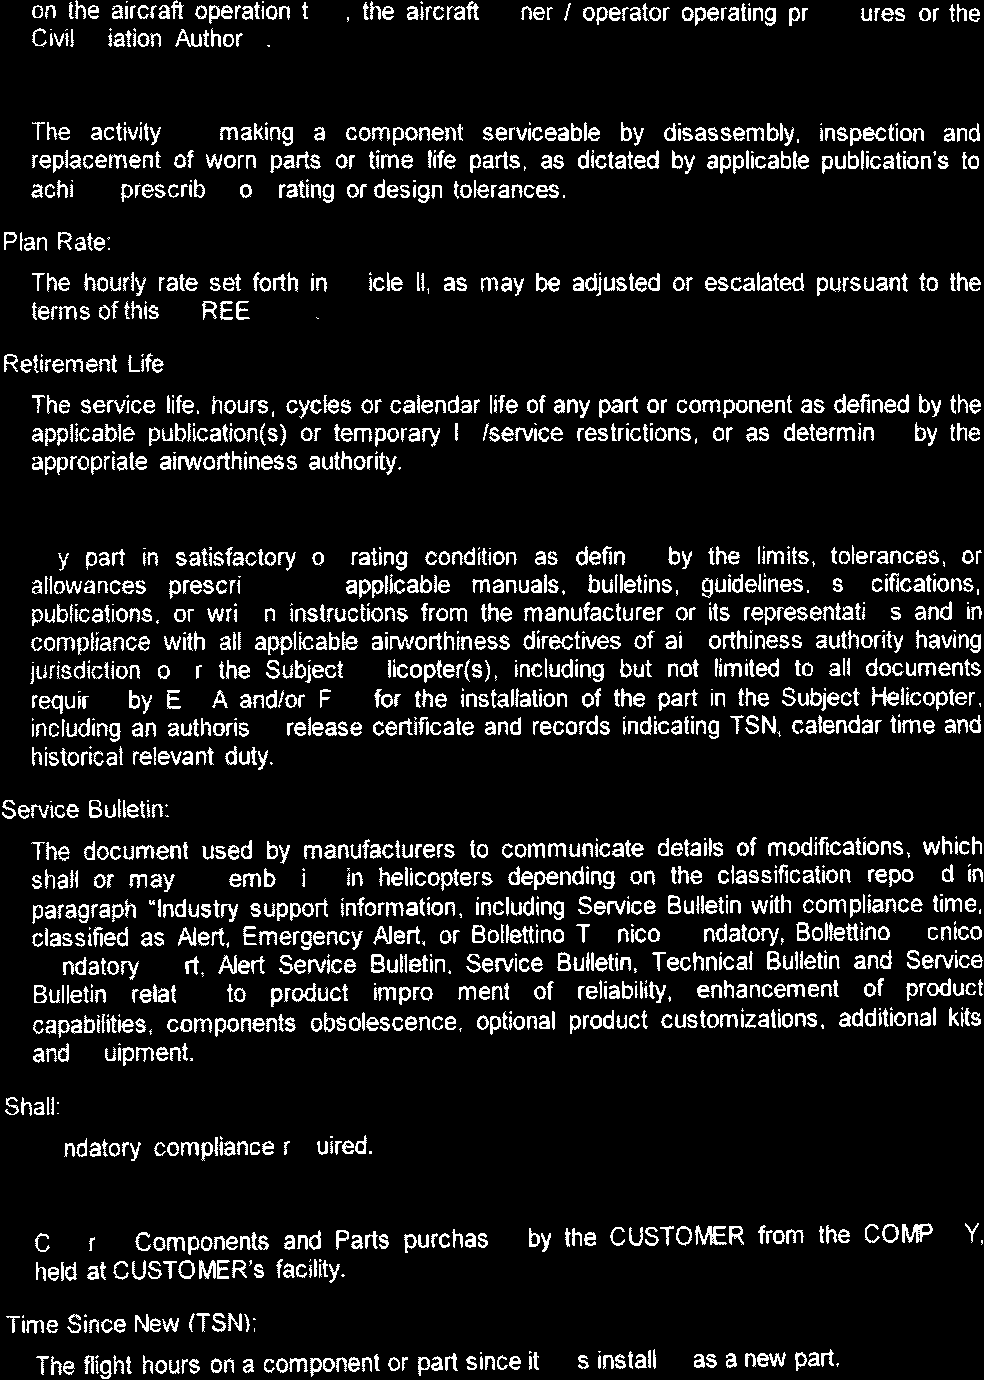 on the aircraft operation t , the aircraft ner / operator operating pr ures or the
Civil iation Author .
The activity making a component serviceable by disassembly, inspection and
replacement of worn parts or time life parts, as dictated by applicable publication's to
achi prescrib o rating or design tolerances.
Plan Rate:
The hourly rate set forth in icle II, as may be adjusted or escalated pursuant to the
terms of this REE .
Retirement Life
The service life, hours, cycles or calendar life of any part or component as defined by the
applicable publication(s) or temporary l /service restrictions, or as determin by the
appropriate airworthiness authority.
y part in satisfactory o rating condition as defin by the limits, tolerances, or
allowances prescri applicable manuals, bulletins, guidelines, s cifications,
publications, or wri n instructions from the manufacturer or its representati s and in
compliance with all applicable airworthiness directives of ai orthiness authority having
jurisdiction o r the Subject licopter(s), including but not limited to all documents
requir by E A and/or F for the installation of the part in the Subject Helicopter,
including an authoris release certificate and records indicating TSN, calendar time and
historical relevant duty.
Service Bulletin:
The document used by manufacturers to communicate details of modifications, which
shall or may emb i in helicopters depending on the classification repo d in
paragraph "Industry support information, including Service Bulletin with compliance time,
classified as Alert, Emergency Alert, or Bollettino T nico ndatory, Bollettino cnico
ndatory rt, Alert Service Bulletin, Service Bulletin, Technical Bulletin and Service
Bulletin relat to product impro ment of reliability, enhancement of product
capabilities, components obsolescence, optional product customizations, additional kits
and uipment.
Shall:
ndatory compliance r uired.
C r Components and Parts purchas by the CUSTOMER from the COMP Y,
held at CUSTOMER's facility.
Time Since New (TSN):
The flight hours on a component or part since it s install as a new part.